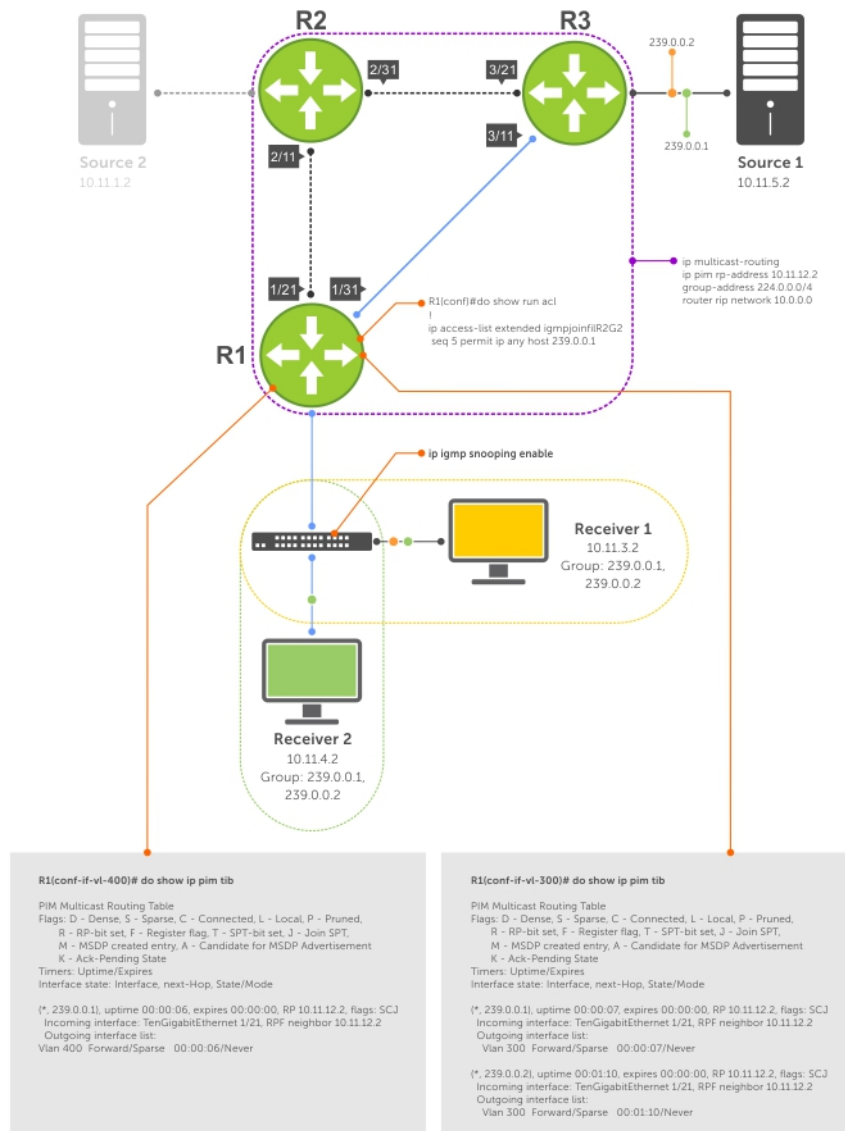 R2
R3
239.0.0.2
2/31
3/21
3/11
2/11
239.0.0.1
Source 2
10.11.1.2
Source 1
10.11.5.2
ip multicast-routing
ip pim rp-address 10.11.12.2
group-address 224.0.0.0/4
router rip network 10.0.0.0
1/21
1/31
R1(conf)#do show run acl
!
ip access-list extended igmpjoinfilR2G2
seq 5 permit ip any host 239.0.0.1
R1
ip igmp snooping enable
Receiver 1
10.11.3.2
Group: 239.0.0.1,
239.0.0.2
Receiver 2
10.11.4.2
Group: 239.0.0.1,
239.0.0.2
R1(conf-if-vl-400)# do show ip pim tib
PIM Multicast Routing Table
Flags: D - Dense, S - Sparse, C - Connected, L - Local, P - Pruned,
R - RP-bit set, F - Register flag, T - SPT-bit set, J - Join SPT,
M - MSDP created entry, A - Candidate for MSDP Advertisement
K - Ack-Pending State
Timers: Uptime/Expires
Interface state: Interface, next-Hop, State/Mode
(*, 239.0.0.1), uptime 00:00:06, expires 00:00:00, RP 10.11.12.2, flags: SCJ
Incoming interface: TenGigabitEthernet 1/21, RPF neighbor 10.11.12.2
Outgoing interface list:
Vlan 400 Forward/Sparse 00:00:06/Never
R1(conf-if-vl-300)# do show ip pim tib
PIM Multicast Routing Table
Flags: D - Dense, S - Sparse, C - Connected, L - Local, P - Pruned,
R - RP-bit set, F - Register flag, T - SPT-bit set, J - Join SPT,
M - MSDP created entry, A - Candidate for MSDP Advertisement
K - Ack-Pending State
Timers: Uptime/Expires
Interface state: Interface, next-Hop, State/Mode
(*, 239.0.0.1), uptime 00:00:07, expires 00:00:00, RP 10.11.12.2, flags: SCJ
Incoming interface: TenGigabitEthernet 1/21, RPF neighbor 10.11.12.2
Outgoing interface list:
Vlan 300 Forward/Sparse 00:00:07/Never
(*, 239.0.0.2), uptime 00:01:10, expires 00:00:00, RP 10.11.12.2, flags: SCJ
Incoming interface: TenGigabitEthernet 1/21, RPF neighbor 10.11.12.2
Outgoing interface list:
Vlan 300 Forward/Sparse 00:01:10/Never